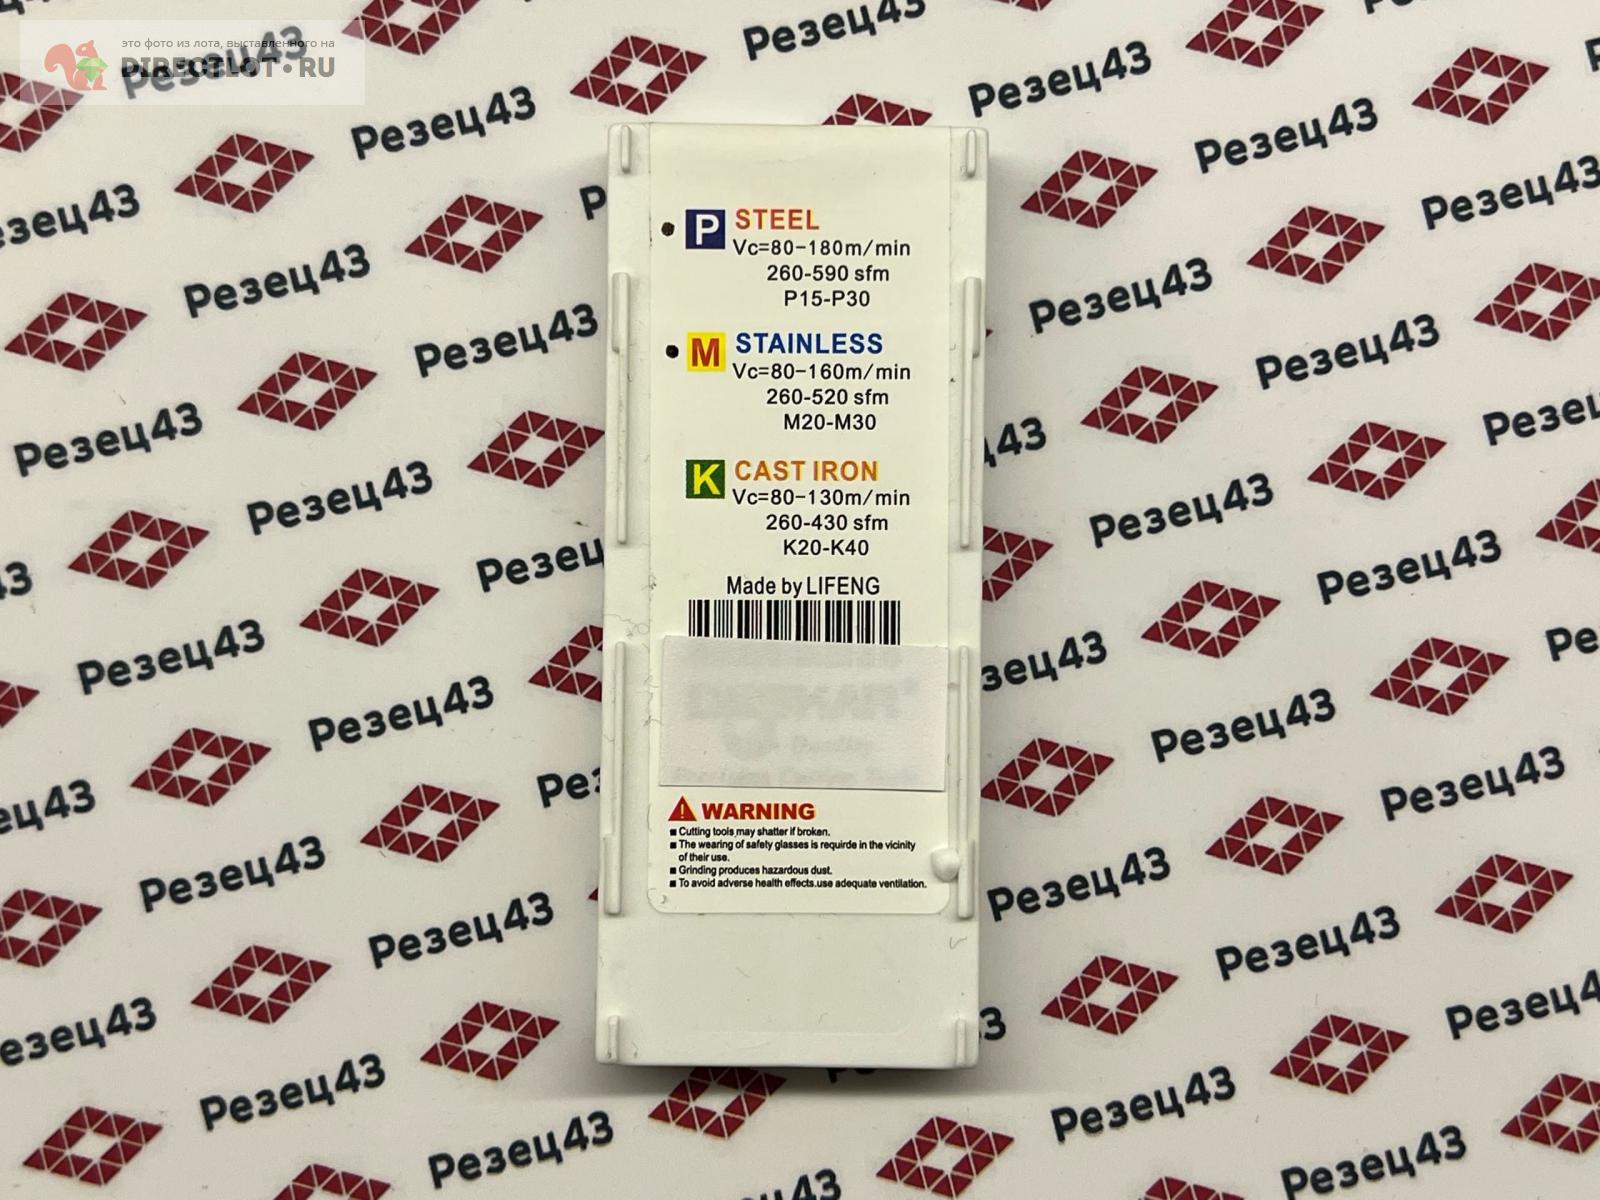 это фото из лота, выставленного на
DIRECTLOT.RU
Резец43
P STEEL
Vc=80-180m/min
260-590 sfm
P15-P30
M STAINLESS
Vc=80-160m/min
260-520 sfm
M20-M30
K CAST IRON
Vc=80-130m/min
260-430 sfm
K20-K40
Made by LIFENG
WARNING
■ Cutting tools may shatter if broken.
■ The wearing of safety glasses is requirde in the vicinity
of their use.
■ Grinding produces hazardous dust.
■ To avoid adverse health effects.use adequate ventilation.